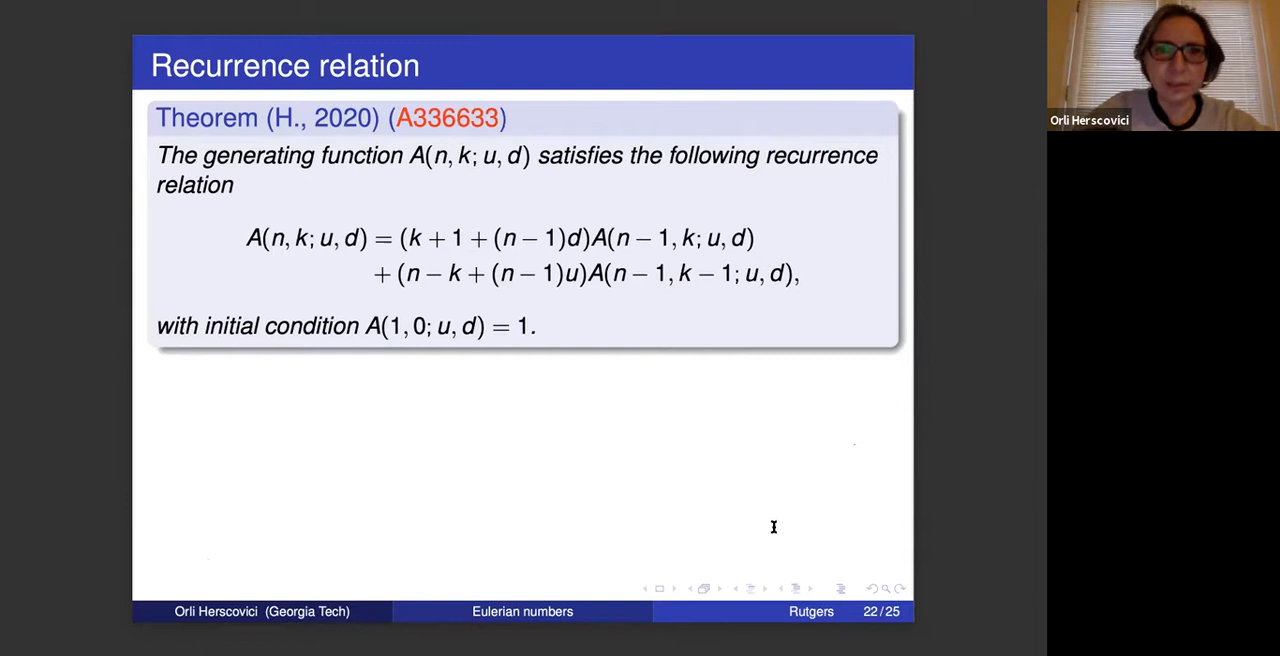 Recurrence relation
Theorem (H., 2020) (A336633)
The generating function A(n, k; u, d) satisfies the following recurrence
relation
A(n, k; u, d) = (k + 1 + (n − 1)d)A(n − 1, k; u, d)
+ (n − k + (n − 1)u)A(n − 1, k − 1; u, d),
with initial condition A(1, 0; u, d) = 1.
Orli Herscovici (Georgia Tech)
Eulerian numbers
Rutgers
22 / 25
Orli Herscovici